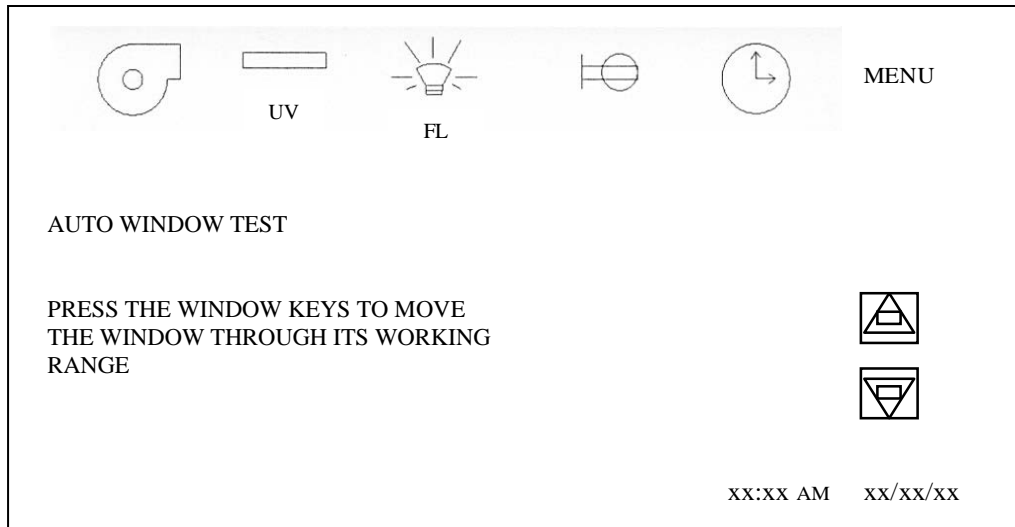 MENU
UV
FL
AUTO WINDOW TEST
PRESS THE WINDOW KEYS TO MOVE
THE WINDOW THROUGH ITS WORKING
RANGE
xx:xx AM xx/xx/xx